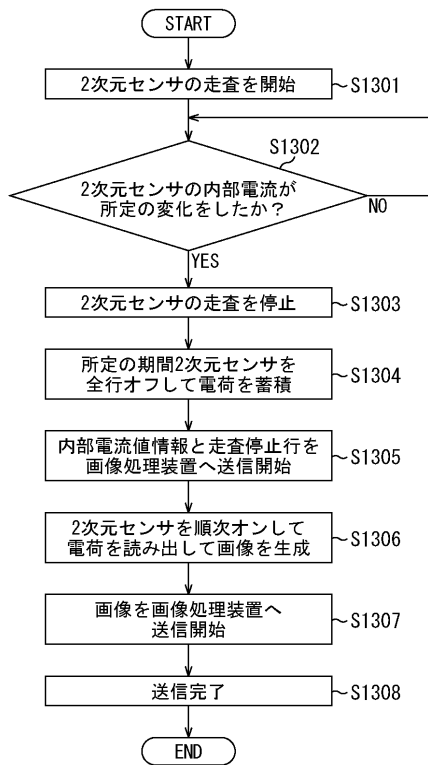 START
2次元センサの走査を開始
S1301
S1302
2次元センサの内部電流が
所定の変化をしたか?
NO
YES
2次元センサの走査を停止
S1303
所定の期間2次元センサを
全行オフして電荷を蓄積
S1304
内部電流値情報と走査停止行を
画像処理装置へ送信開始
S1305
2次元センサを順次オンして
電荷を読み出して画像を生成
S1306
画像を画像処理装置へ
送信開始
S1307
送信完了
S1308
END